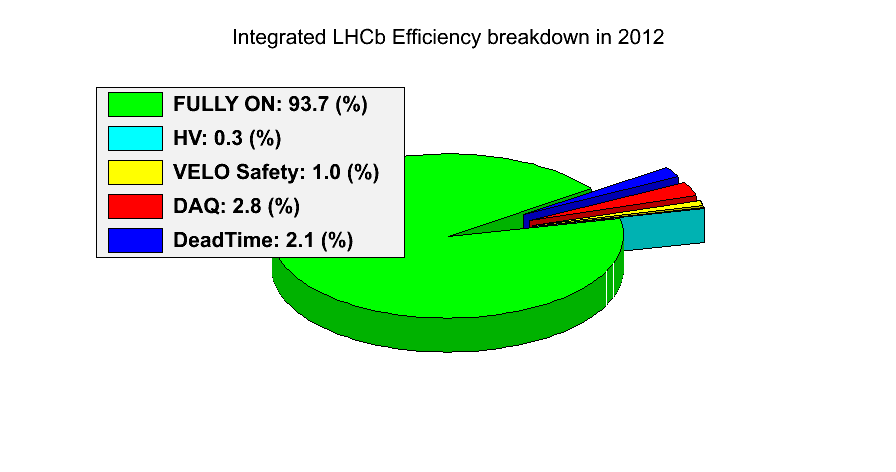 Integrated LHCb Efficiency breakdown in 2012
FULLY ON: 93.7 (%)
HV: 0.3 (%)
VELO Safety: 1.0 (%)
DAQ: 2.8 (%)
DeadTime: 2.1 (%)